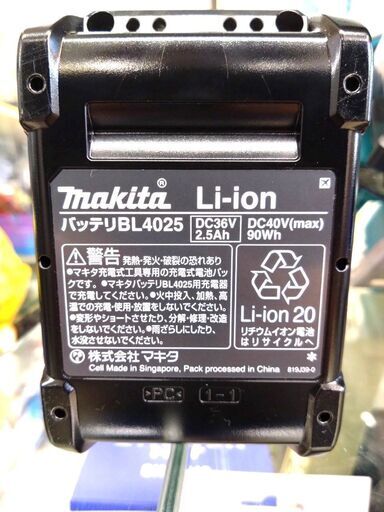 makita® Li-ion
バッテリBL4025 DC36V 2.5Ah DC40V(max) 90Wh
⚠警告 発熱・発火・破裂の恐れあり
●マキタ充電式工具専用の充電式電池パッ
クです。●マキタバッテリBL4025用充電器
で充電してください。●火中投入、加熱、高
温での充電・使用・放置をしないでください。
●変形やショートさせたり、分解・修理・改造
をしないでください。●雨ざらしにしたり、
水没させないでください。
Li-ion 20
リチウムイオン電池
はリサイクルへ
株式会社マキタ
Cell Made in Singapore, Pack processed in China
819J39-0
>PC<
1-1